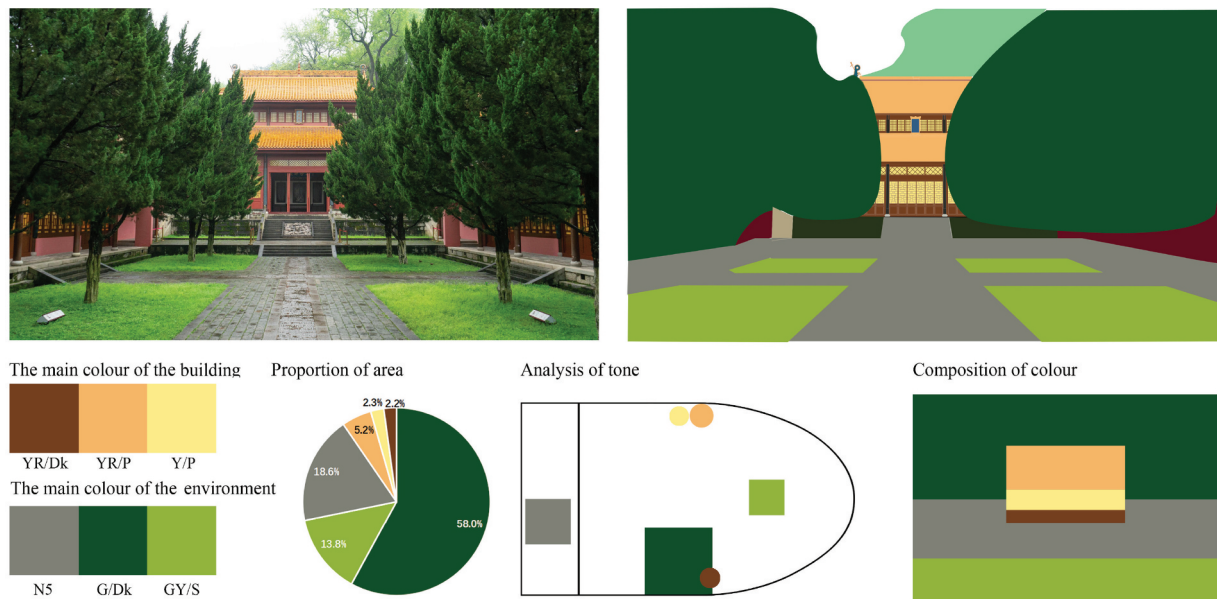 The main colour of the building
YR/Dk YR/P Y/P
The main colour of the environment
N5 G/Dk GY/S
Proportion of area
2.3% 2.2%
5.2%
18.6%
58.0%
13.8%
Analysis of tone
Composition of colour